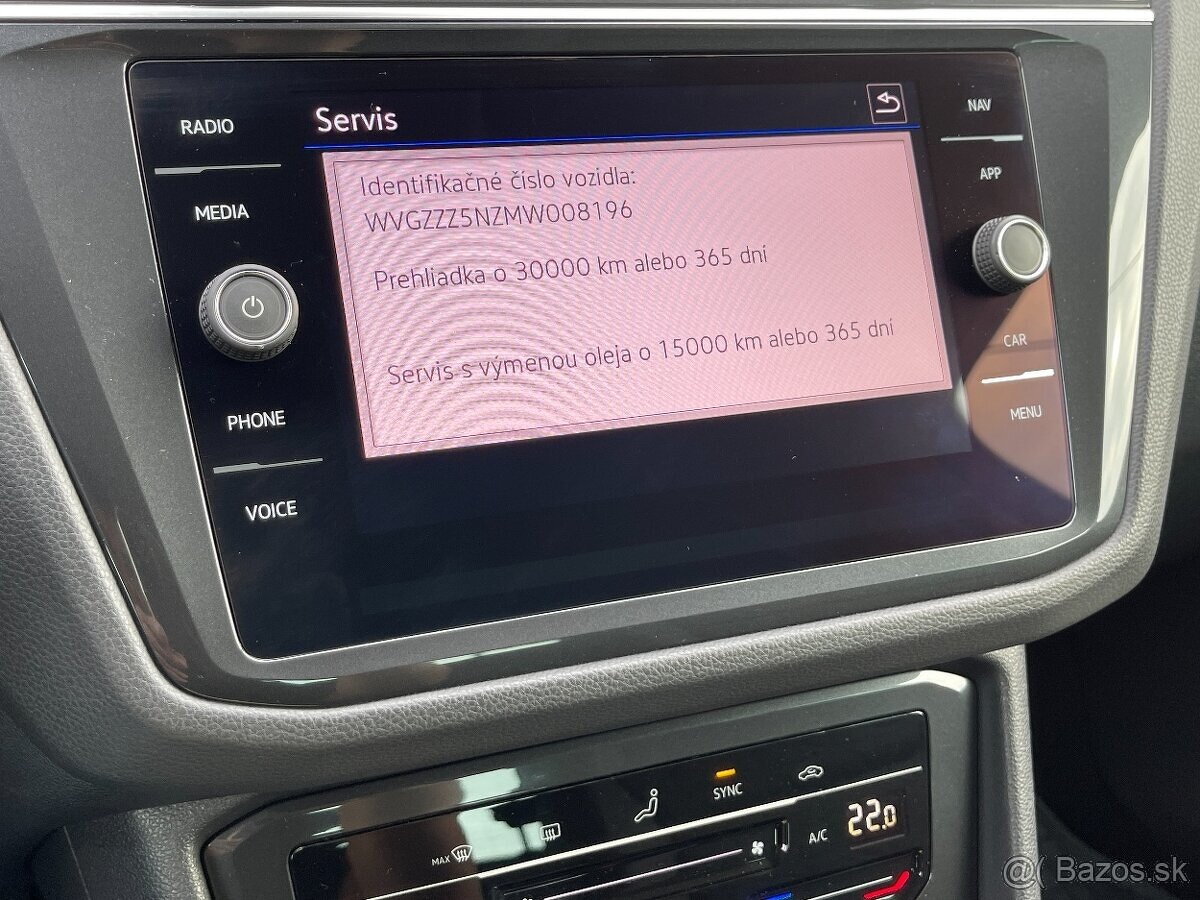 RADIO
MEDIA
PHONE
VOICE
Servis
Identifikačné číslo vozidla:
WVGZZZ5NZMW008196
Prehliadka o 30000 km alebo 365 dní
Servis s výmenou oleja o 15000 km alebo 365 dní
NAV
APP
CAR
MENU
MAX
SYNC
A/C
22.0
@( Bazos.sk